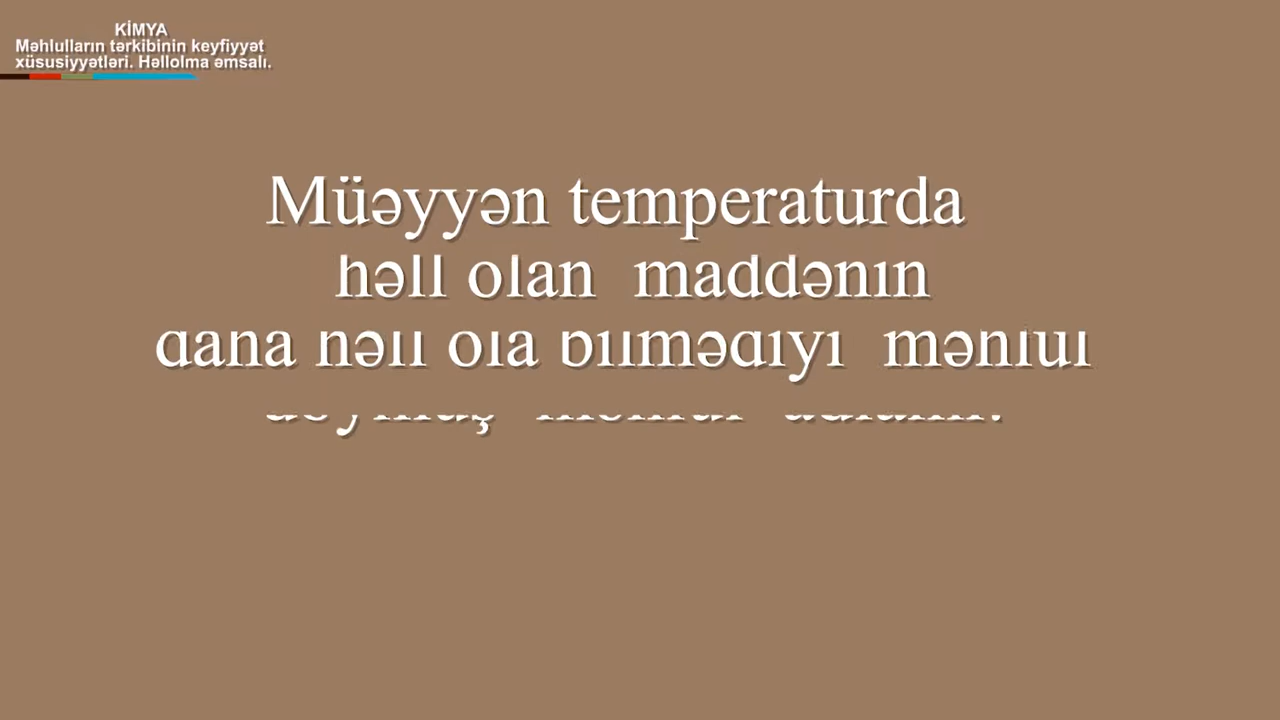 KİMYA
Məhlulların tərkibinin keyfiyyət
xüsusiyyətləri. Həllolma əmsalı.
Müəyyən temperaturda
həll olan maddənin
daha həll ola bilmədiyi məhlul